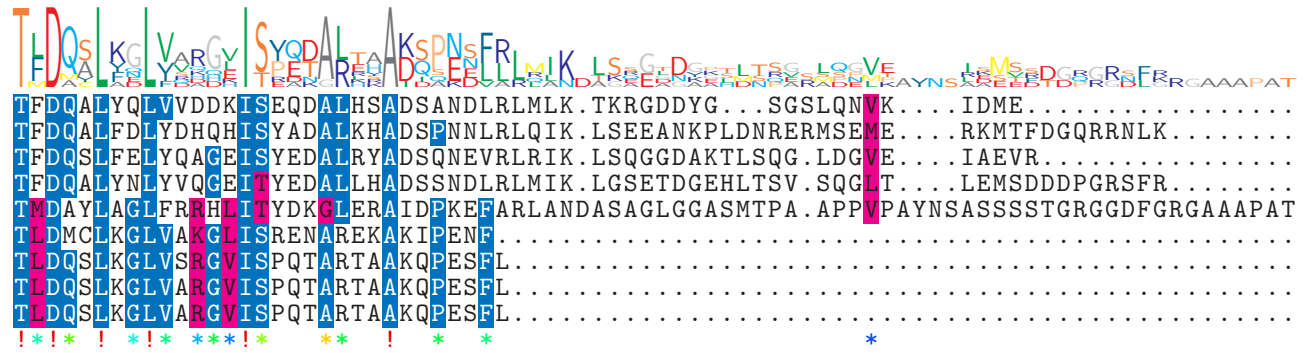 TFDQALYQLVVDDKISEQDALHSADSANDLRLMLK.TKRGDDYG...SGSLQNVK....IDME.................
TFDQALFDLYDHQHISYADALKHADSPNNLRLQIK.LSEEANKPLDNRERMSEME....RKMTFDGQRRNLK........
TFDQSLFELYQAGEISYEDALRYADSQNEVRLRIK.LSQGGDAKTLSQG.LDGVE....IAEVR................
TFDQALYNLYVQGEITYEDALLHADSSNDLRLMIK.LGSETDGEHLTSV.SQGLT....LEMSDDDPGRSFR........
TMDAYLAGLFRRHLITYDKGLERAIDPKEFARLANDASAGLGGASMTPA.APPVPAYNSASSSSTGRGGDFGRGAAAPAT
TLDMCLKGLVAKGLISRENAREKAKIPENF..................................................
TLDQSLKGLVSRGVISPQTARTAAKQPESFL.................................................
TLDQSLKGLVARGVISPQTARTAAKQPESFL.................................................
TLDQSLKGLVARGVISPQTARTAAKQPESFL.................................................
!*!* ! *!* ***!* ** ! * * *